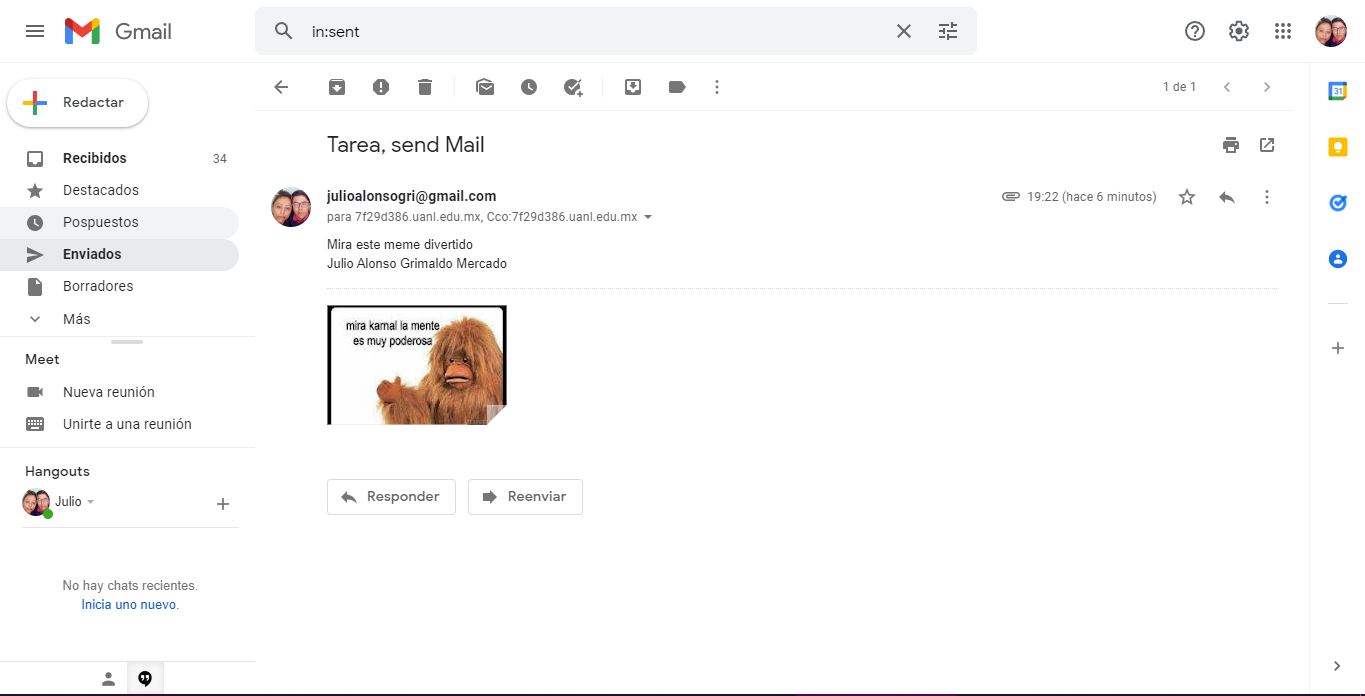 Gmail
in:sent
Redactar
1 de 1
31
Recibidos 34
Destacados
Pospuestos
Enviados
Borradores
Más
Meet
Nueva reunión
Unirte a una reunión
Hangouts
Julio
No hay chats recientes.
Inicia uno nuevo.
Tarea, send Mail
julioalonsogri@gmail.com
19:22 (hace 6 minutos)
para 7f29d386.uanl.edu.mx, Cco:7f29d386.uanl.edu.mx
Mira este meme divertido
Julio Alonso Grimaldo Mercado
mira karnal la mente
es muy poderosa
Responder
Reenviar